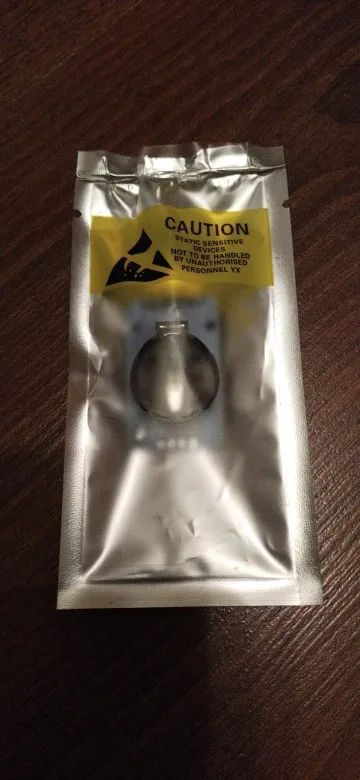 CAUTION
STATIC SENSITIVE
DEVICES
NOT TO BE HANDLED
BY UNAUTHORISED
PERSONNEL YX